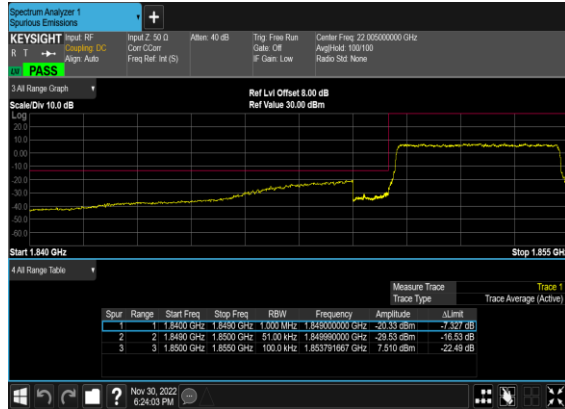 Spectrum Analyzer 1
Spurious Emissions
+
KEYSIGHT Input: RF Input Z: 50 Ω Atten: 40 dB Trig: Free Run Center Freq: 22.005000000 GHz
R T Coupling: DC Corr CCorr Gate: Off Avg|Hold: 100/100
Align: Auto Freq Ref: Int (S) IF Gain: Low Radio Std: None
LV PASS
3 All Range Graph
Ref Lvl Offset 8.00 dB
Scale/Div 10.0 dB Ref Value 30.00 dBm
Log
20.0
10.0
0.00
-10.0
-20.0
-30.0
-40.0
-50.0
-60.0
Start 1.840 GHz Stop 1.855 GH
4 All Range Table
Measure Trace Trace 1
Trace Type Trace Average (Active)
Spur Range Start Freq Stop Freq RBW Frequency Amplitude ΔLimit
1 1 1.8400 GHz 1.8490 GHz 1.000 MHz 1.849000000 GHz -20.33 dBm -7.327 dB
2 2 1.8490 GHz 1.8500 GHz 51.00 kHz 1.849990000 GHz -29.53 dBm -16.53 dB
3 3 1.8500 GHz 1.8550 GHz 100.0 kHz 1.853791667 GHz 7.510 dBm -22.49 dB
? Nov 30, 2022
6:24:03 PM